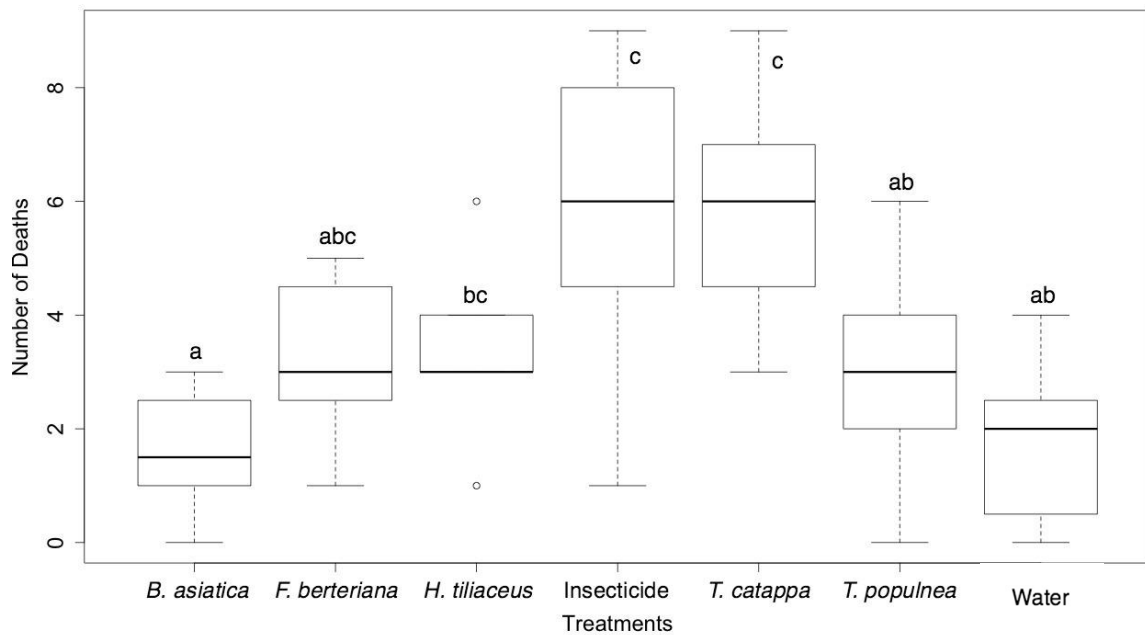 Number of Deaths
8
6
4
2
0
a
abc
bc
c
c
ab
ab
B. asiatica
F. berteriana
H. tiliaceus
Insecticide
T. catappa
T. populnea
Water
Treatments